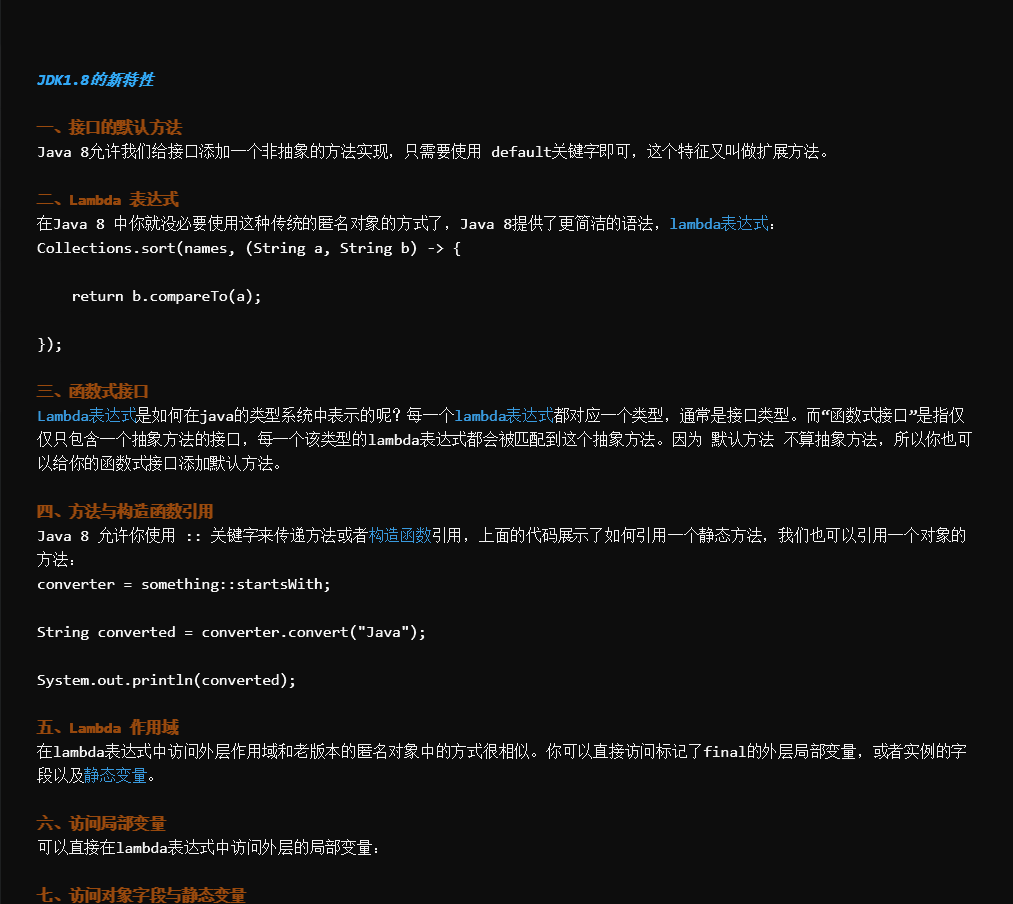 JDK1.8的新特性
一、接口的默认方法
Java 8允许我们给接口添加一个非抽象的方法实现，只需要使用 default关键字即可，这个特征又叫做扩展方法。
二、Lambda 表达式
在Java 8 中你就没必要使用这种传统的匿名对象的方式了，Java 8提供了更简洁的语法，lambda表达式：
Collections.sort(names, (String a, String b) -> {
return b.compareTo(a);
});
三、函数式接口
Lambda表达式是如何在java的类型系统中表示的呢？每一个lambda表达式都对应一个类型，通常是接口类型。而“函数式接口”是指仅
仅只包含一个抽象方法的接口，每一个该类型的lambda表达式都会被匹配到这个抽象方法。因为 默认方法 不算抽象方法，所以你也可
以给你的函数式接口添加默认方法。
四、方法与构造函数引用
Java 8 允许你使用 :: 关键字来传递方法或者构造函数引用，上面的代码展示了如何引用一个静态方法，我们也可以引用一个对象的
方法：
converter = something::startsWith;
String converted = converter.convert("Java");
System.out.println(converted);
五、Lambda 作用域
在lambda表达式中访问外层作用域和老版本的匿名对象中的方式很相似。你可以直接访问标记了final的外层局部变量，或者实例的字
段以及静态变量。
六、访问局部变量
可以直接在lambda表达式中访问外层的局部变量：
七、访问对象字段与静态变量